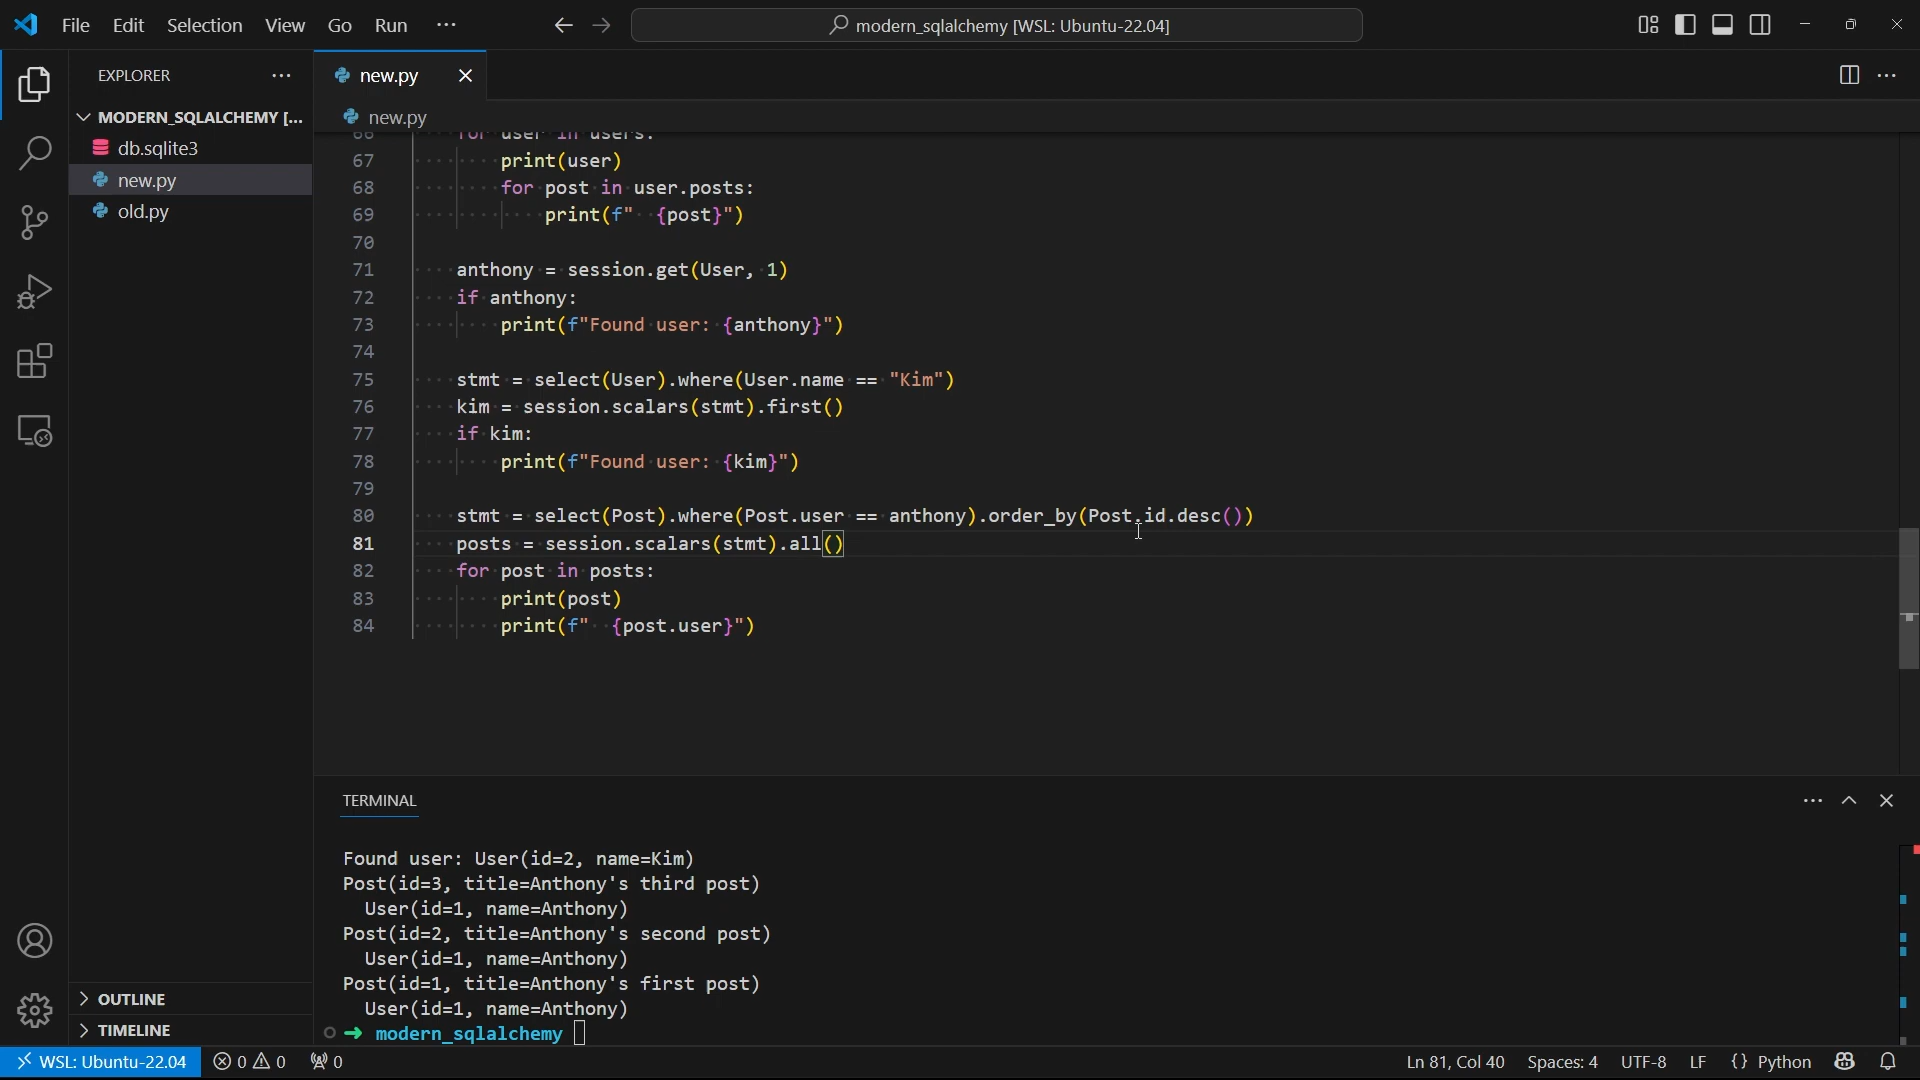 File Edit Selection View Go Run ···
modern_sqlalchemy [WSL: Ubuntu-22.04]
EXPLORER
MODERN_SQLALCHEMY [...
db.sqlite3
new.py
old.py
OUTLINE
TIMELINE
new.py
new.py
66 for user in users:
67 print(user)
68 for post in user.posts:
69 print(f"  {post}")
70
71 anthony = session.get(User, 1)
72 if anthony:
73 print(f"Found user: {anthony}")
74
75 stmt = select(User).where(User.name == "Kim")
76 kim = session.scalars(stmt).first()
77 if kim:
78 print(f"Found user: {kim}")
79
80 stmt = select(Post).where(Post.user == anthony).order_by(Post.id.desc())
81 posts = session.scalars(stmt).all()
82 for post in posts:
83 print(post)
84 print(f"  {post.user}")
TERMINAL
Found user: User(id=2, name=Kim)
Post(id=3, title=Anthony's third post)
User(id=1, name=Anthony)
Post(id=2, title=Anthony's second post)
User(id=1, name=Anthony)
Post(id=1, title=Anthony's first post)
User(id=1, name=Anthony)
modern_sqlalchemy
WSL: Ubuntu-22.04 0 0 0 Ln 81, Col 40 Spaces: 4 UTF-8 LF {} Python